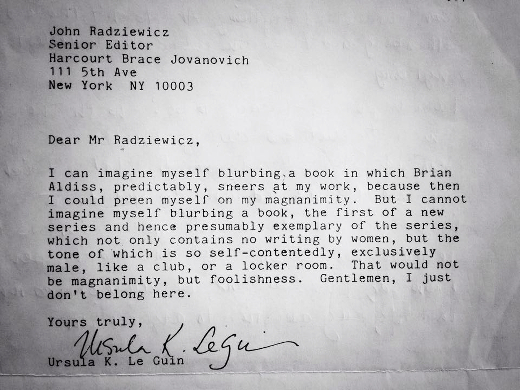 John Radziewicz
Senior Editor
Harcourt Brace Jovanovich
111 5th Ave
New York  NY 10003
Dear Mr Radziewicz,
I can imagine myself blurbing a book in which Brian
Aldiss, predictably, sneers at my work, because then
I could preen myself on my magnanimity.  But I cannot
imagine myself blurbing a book, the first of a new
series and hence presumably exemplary of the series,
which not only contains no writing by women, but the
tone of which is so self-contentedly, exclusively
male, like a club, or a locker room.  That would not
be magnanimity, but foolishness.  Gentlemen, I just
don't belong here.
Yours truly,
Ursula K. Le Guin
Ursula K. Le Guin